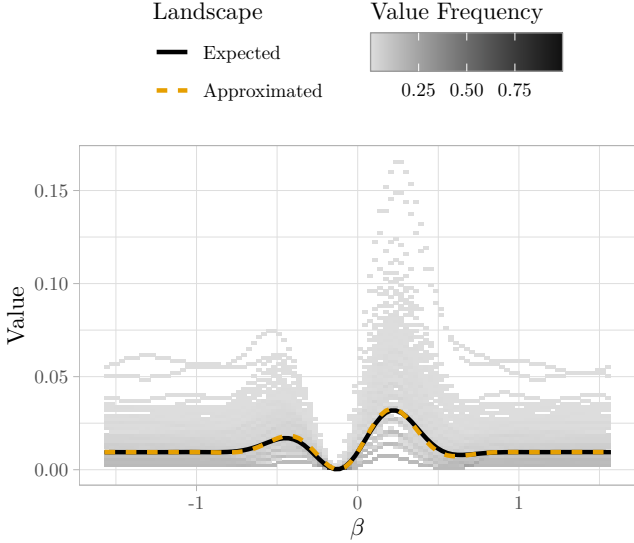 Landscape
Expected
Approximated
Value Frequency
0.25 0.50 0.75
Value
0.15
0.10
0.05
0.00
-1 0 1
β